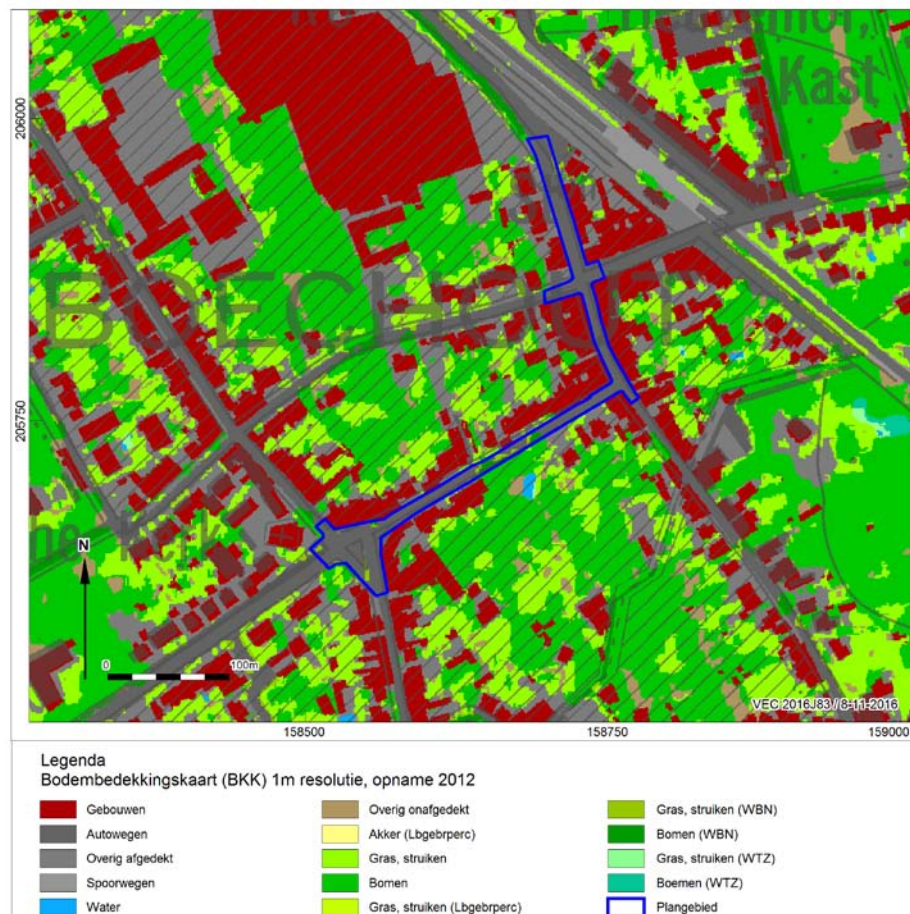 Kast
BOECHOUT
206000
205750
N
0 100m
VEC 2016J83 / 8-11-2016
158500 158750 159000
Legenda
Bodembedekkingskaart (BKK) 1m resolutie, opname 2012
Gebouwen
Autowegen
Overig afgedekt
Spoorwegen
Water
Overig onafgedekt
Akker (Lbgebrperc)
Gras, struiken
Bomen
Gras, struiken (Lbgebrperc)
Gras, struiken (WBN)
Bomen (WBN)
Gras, struiken (WTZ)
Boemen (WTZ)
Plangebied